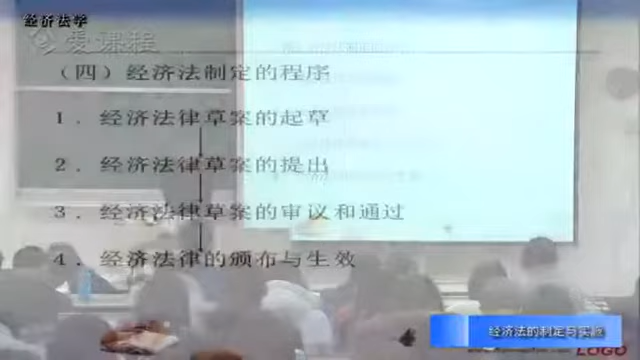 经济法学
爱课程
（四）经济法制定的程序
1．经济法律草案的起草
2．经济法律草案的提出
3．经济法律草案的审议和通过
4．经济法律的颁布与生效
经济法的制定与实施
LOGO